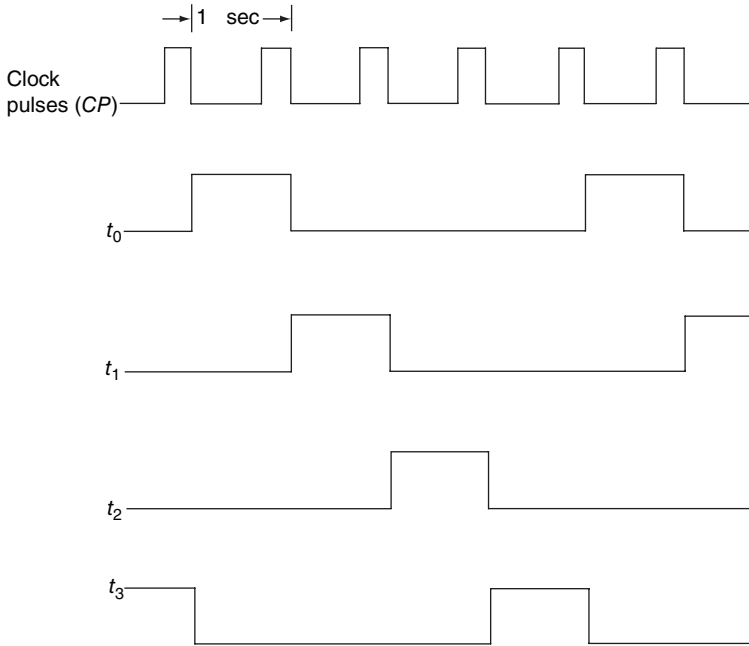 1 sec
Clock
pulses (CP)
t₀
t₁
t₂
t₃